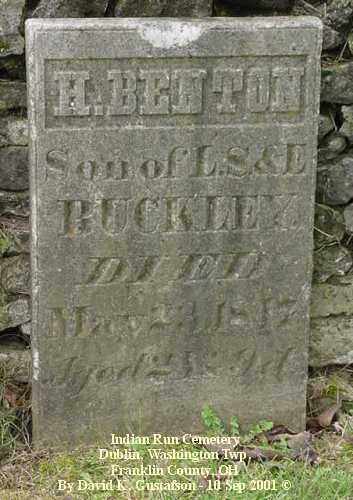 H. BENTON
Son of L.S & E
BUCKLEY.
DIED
May 23, 1847
Aged
Indian Run Cemetery
Dublin, Washington Twp
Franklin County, OH
By David K. Gustafson - 10 Sep 2001 ©